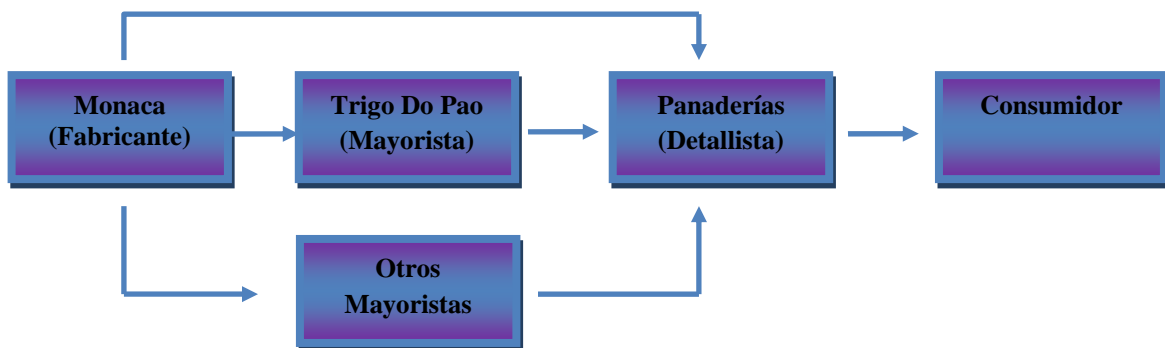 Monaca
(Fabricante)
Trigo Do Pao
(Mayorista)
Panaderías
(Detallista)
Consumidor
Otros
Mayoristas